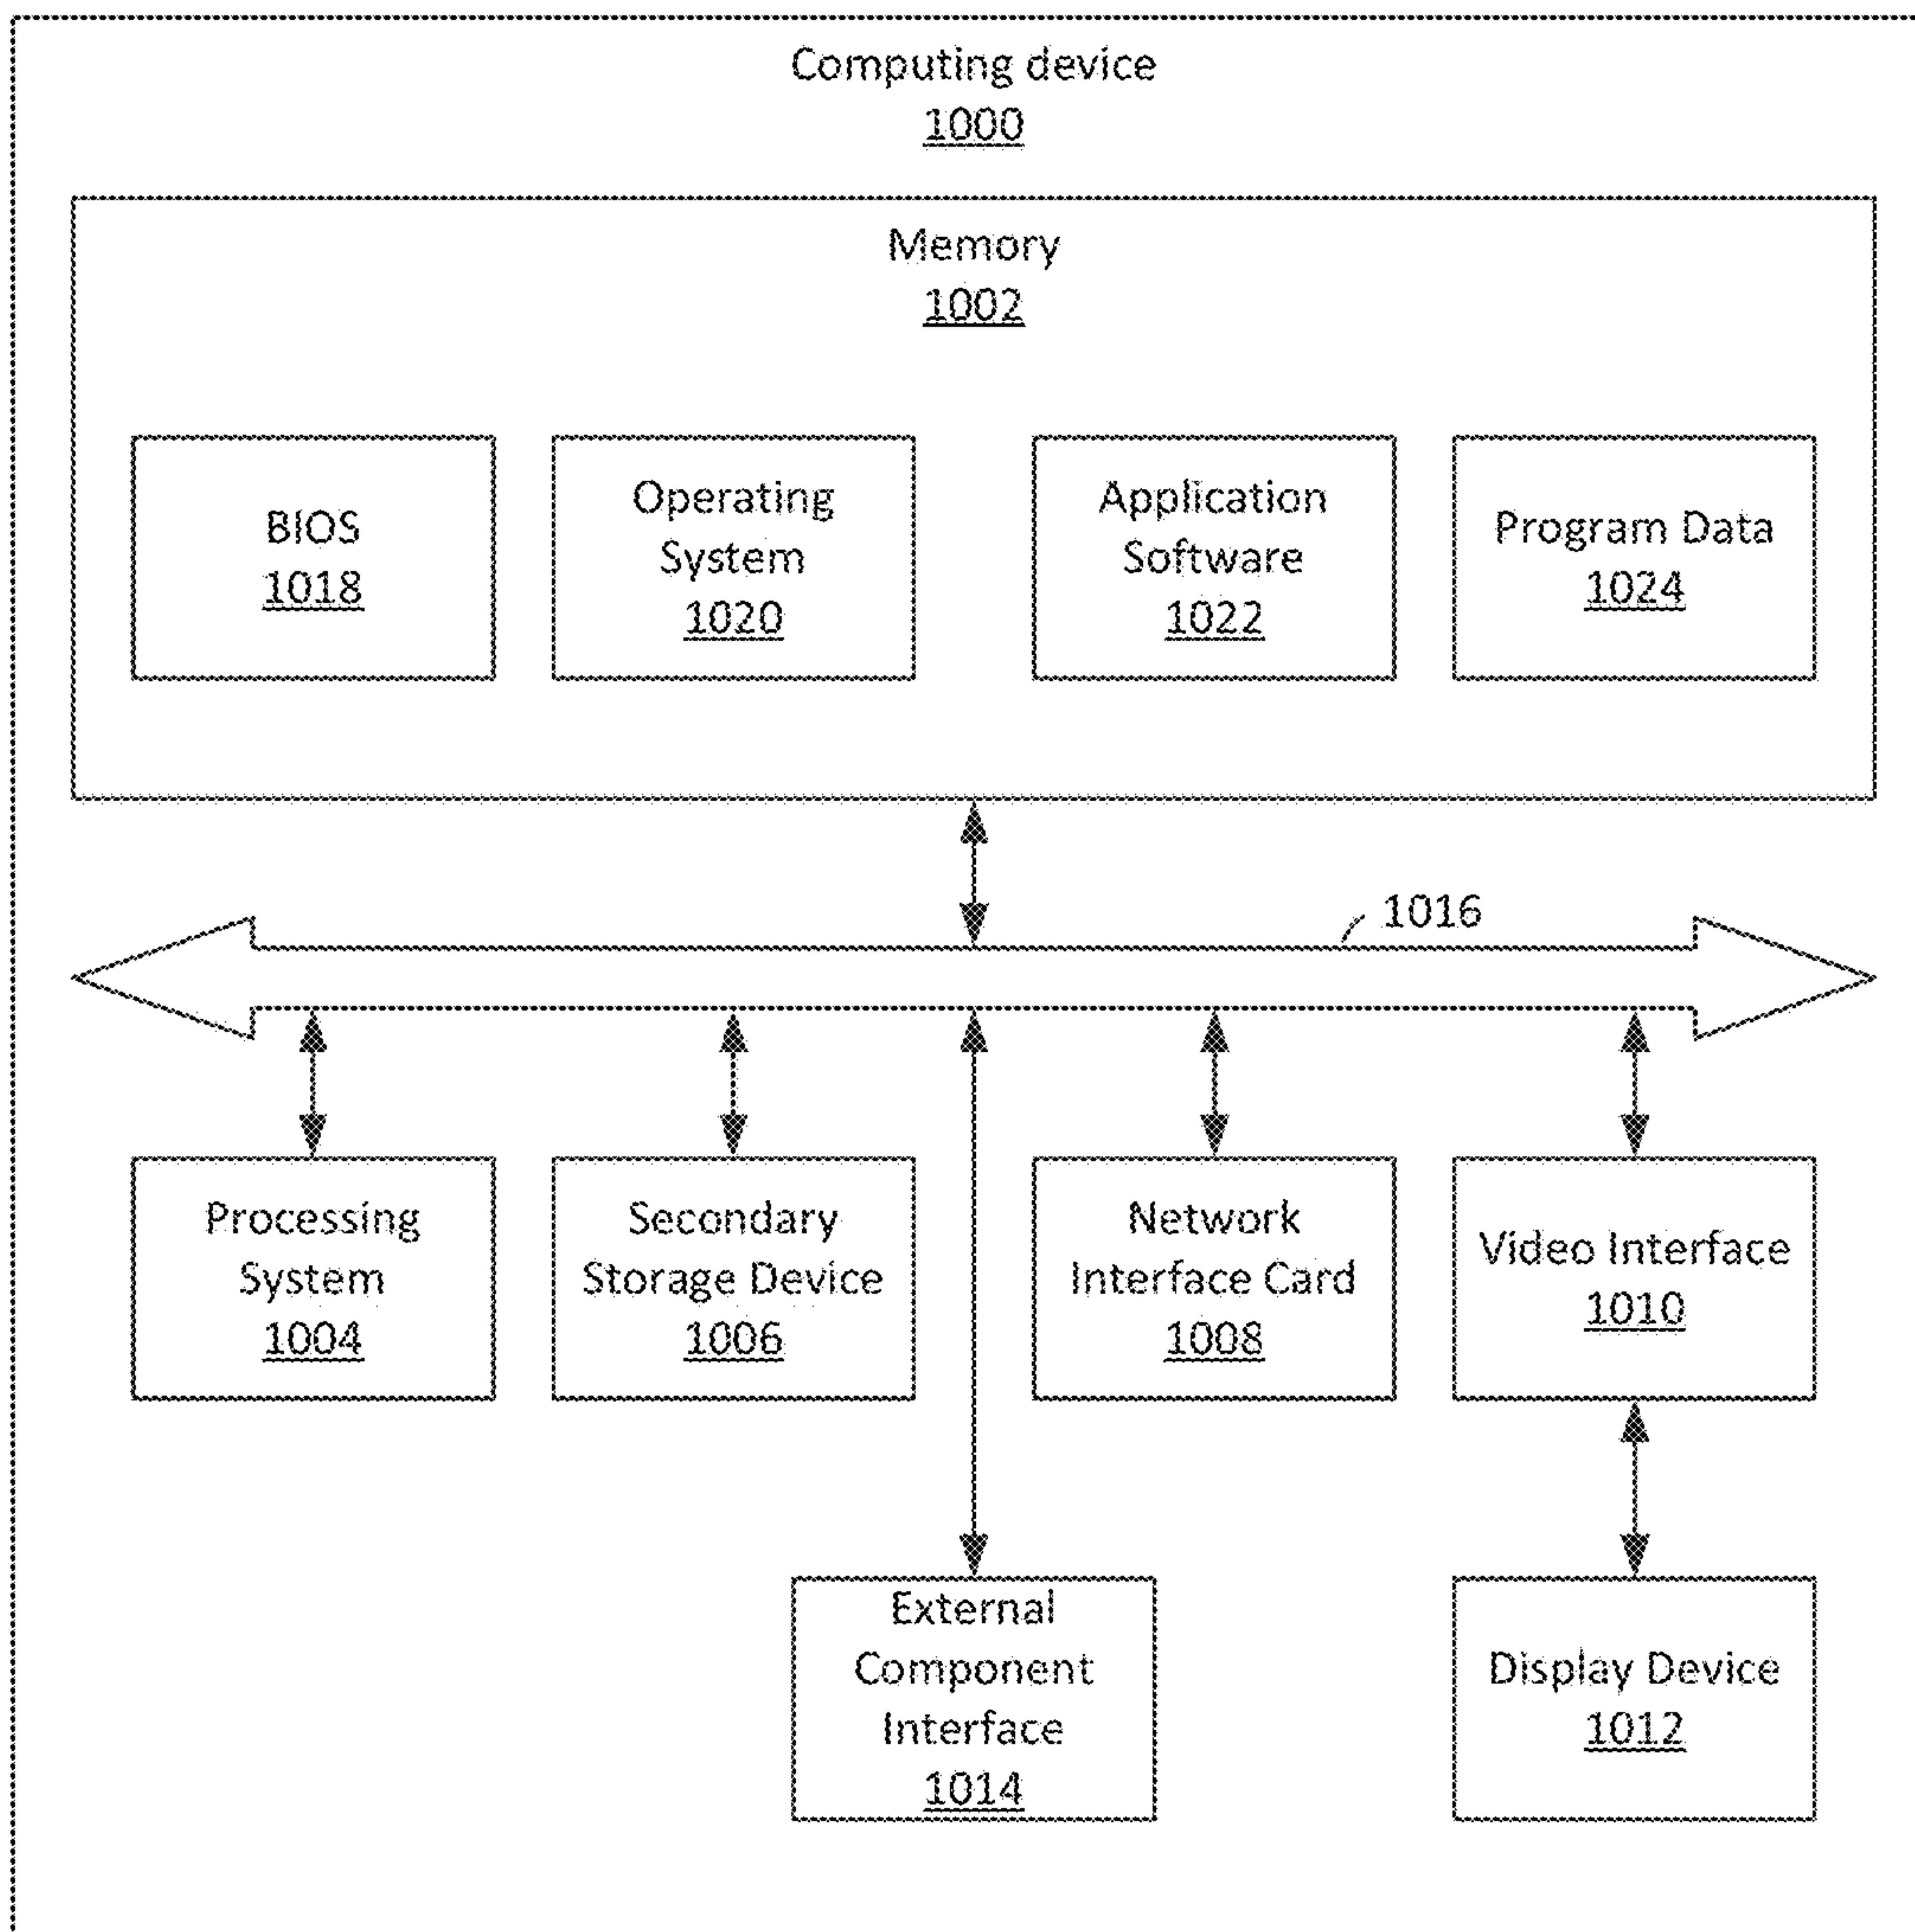 Computing device
1000
Memory
1002
BIOS
1018
Operating
System
1020
Application
Software
1022
Program Data
1024
1016
Processing
System
1004
Secondary
Storage Device
1006
Network
Interface Card
1008
Video Interface
1010
External
Component
Interface
1014
Display Device
1012